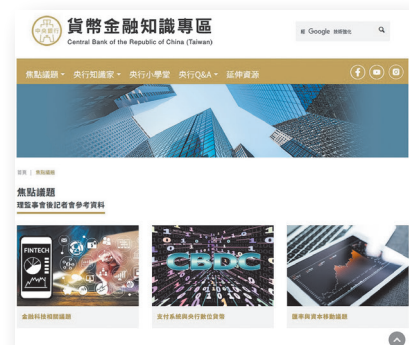 中央銀行
貨幣金融知識專區
Central Bank of the Republic of China (Taiwan)
Google
焦點議題
央行知識家
央行小學堂
央行Q&A
延伸資源
首頁 | 焦點議題
焦點議題
理監事會後記者會參考資料
FINTECH
CBDC
金融科技相關議題
支付系統與央行數位貨幣
匯率與資本移動議題